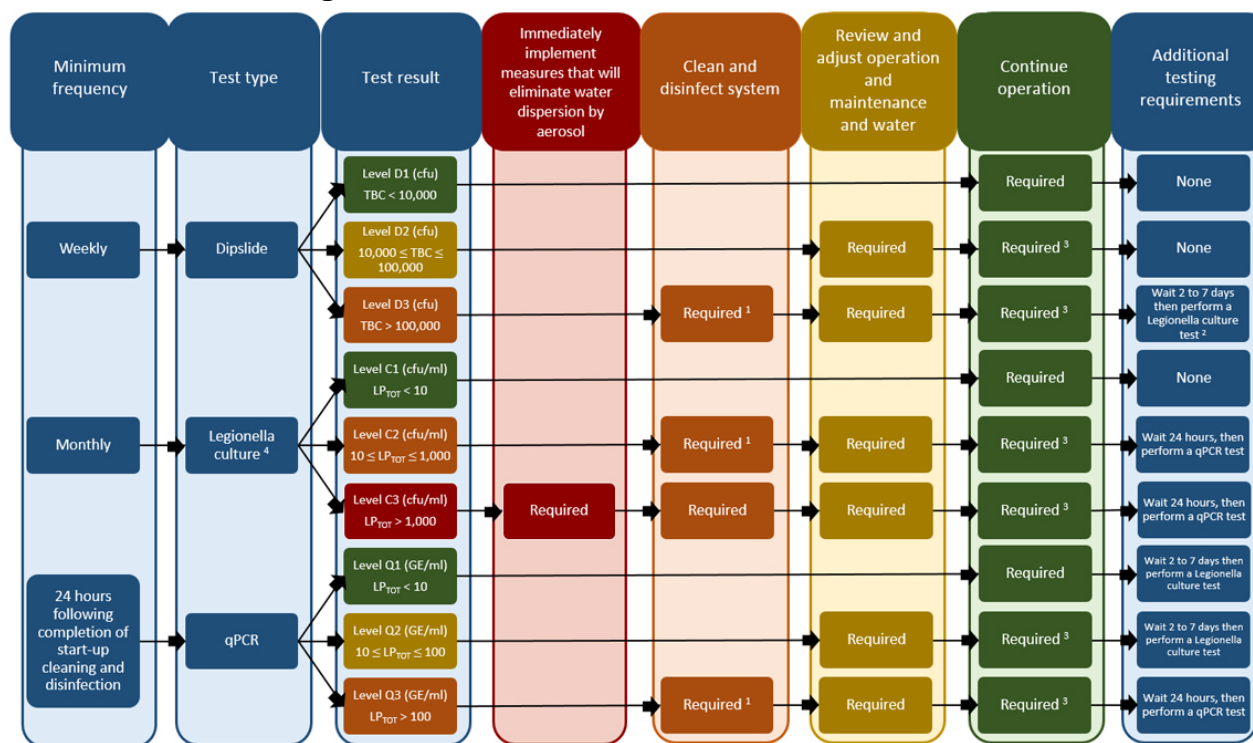 Minimum
frequency
Test type
Test result
Immediately
implement
measures that will
eliminate water
dispersion by
aerosol
Clean and
disinfect system
Review and
adjust operation
and
maintenance
and water
Continue
operation
Additional
testing
requirements
Level D1 (cfu)
TBC < 10,000
Required
None
Weekly
Dipslide
Level D2 (cfu)
10,000 ≤ TBC ≤
100,000
Required
Required ³
None
Level D3 (cfu)
TBC > 100,000
Required ¹
Required
Required ³
Wait 2 to 7 days
then perform a
Legionella culture
test ²
Level C1 (cfu/ml)
LPTOT < 10
Required
None
Monthly
Legionella
culture ⁴
Level C2 (cfu/ml)
10 ≤ LPTOT ≤ 1,000
Required ¹
Required
Required ³
Wait 24 hours, then
perform a qPCR test
Level C3 (cfu/ml)
LPTOT > 1,000
Required
Required
Required
Required ³
Wait 24 hours, then
perform a qPCR test
Level Q1 (GE/ml)
LPTOT < 10
Required
Wait 2 to 7 days then
perform a Legionella
culture test
24 hours
following
completion of
start-up
cleaning and
disinfection
qPCR
Level Q2 (GE/ml)
10 ≤ LPTOT ≤ 100
Required
Required ³
Wait 2 to 7 days then
perform a Legionella
culture test
Level Q3 (GE/ml)
LPTOT > 100
Required ¹
Required
Required ³
Wait 24 hours, then
perform a qPCR test